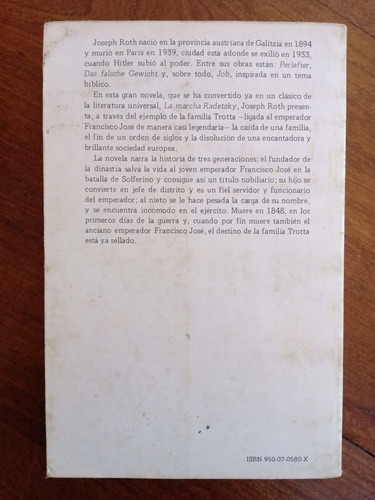 Joseph Roth nació en la provincia austríaca de Galitzia en 1894
y murió en París en 1939, ciudad ésta adonde se exilió en 1933,
cuando Hitler subió al poder. Entre sus obras están: Perlefter,
Das falsche Gewicht y, sobre todo, Job, inspirada en un tema
bíblico.
En esta gran novela, que se ha convertido ya en un clásico de
la literatura universal, La marcha Radetzky, Joseph Roth presen-
ta, a través del ejemplo de la familia Trotta –ligada al emperador
Francisco José de manera casi legendaria– la caída de una familia,
el fin de un orden de siglos y la disolución de una encantadora y
brillante sociedad europea.
La novela narra la historia de tres generaciones; el fundador de
la dinastía salva la vida al joven emperador Francisco José en la
batalla de Solferino y consigue así un título nobiliario; su hijo se
convierte en jefe de distrito y es un fiel servidor y funcionario
del emperador; al nieto se le hace pesada la carga de su nombre,
y se encuentra incómodo en el ejército. Muere en 1848, en los
primeros días de la guerra y, cuando por fin muere también el
anciano emperador Francisco José, el destino de la familia Trotta
está ya sellado.
ISBN 950-07-0580-X